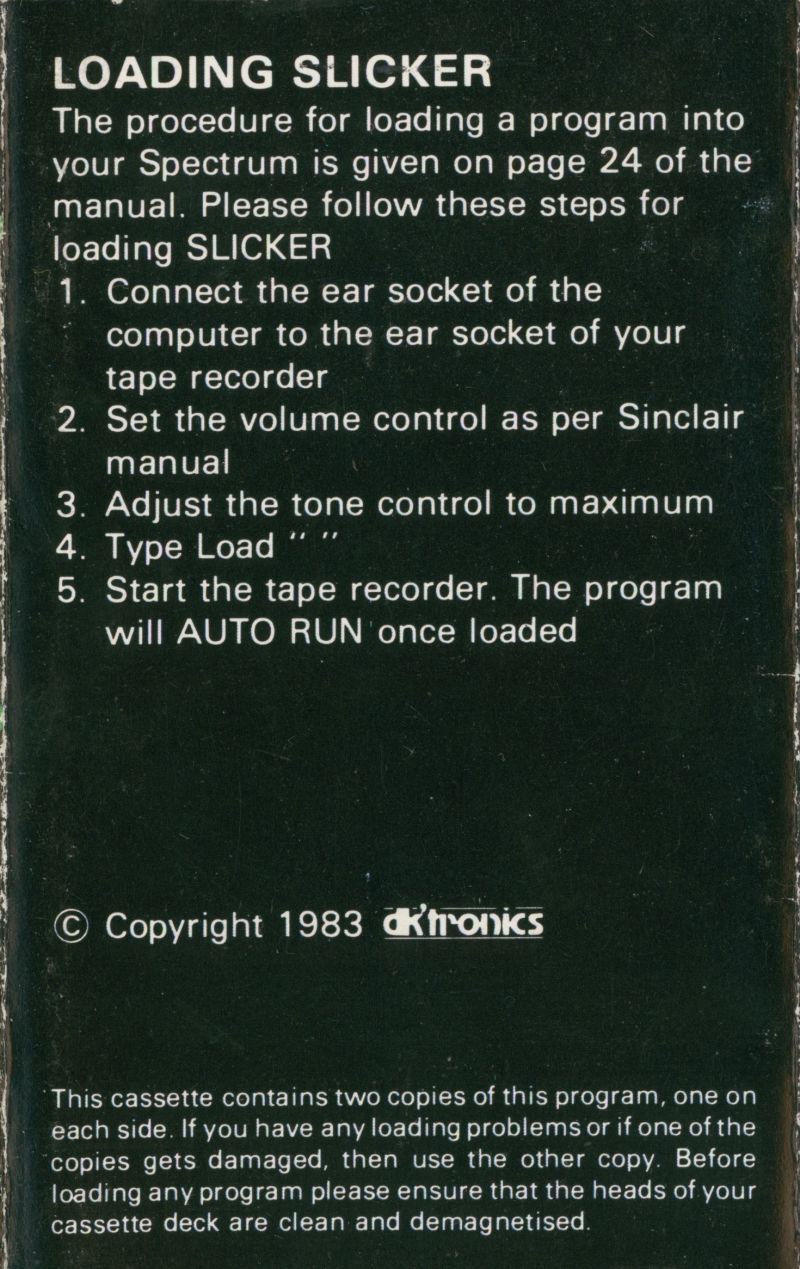 LOADING SLICKER
The procedure for loading a program into
your Spectrum is given on page 24 of the
manual. Please follow these steps for
loading SLICKER
1. Connect the ear socket of the
computer to the ear socket of your
tape recorder
2. Set the volume control as per Sinclair
manual
3. Adjust the tone control to maximum
4. Type Load “ ”
5. Start the tape recorder. The program
will AUTO RUN once loaded
© Copyright 1983 dK'tronics
This cassette contains two copies of this program, one on
each side. If you have any loading problems or if one of the
copies gets damaged, then use the other copy. Before
loading any program please ensure that the heads of your
cassette deck are clean and demagnetised.